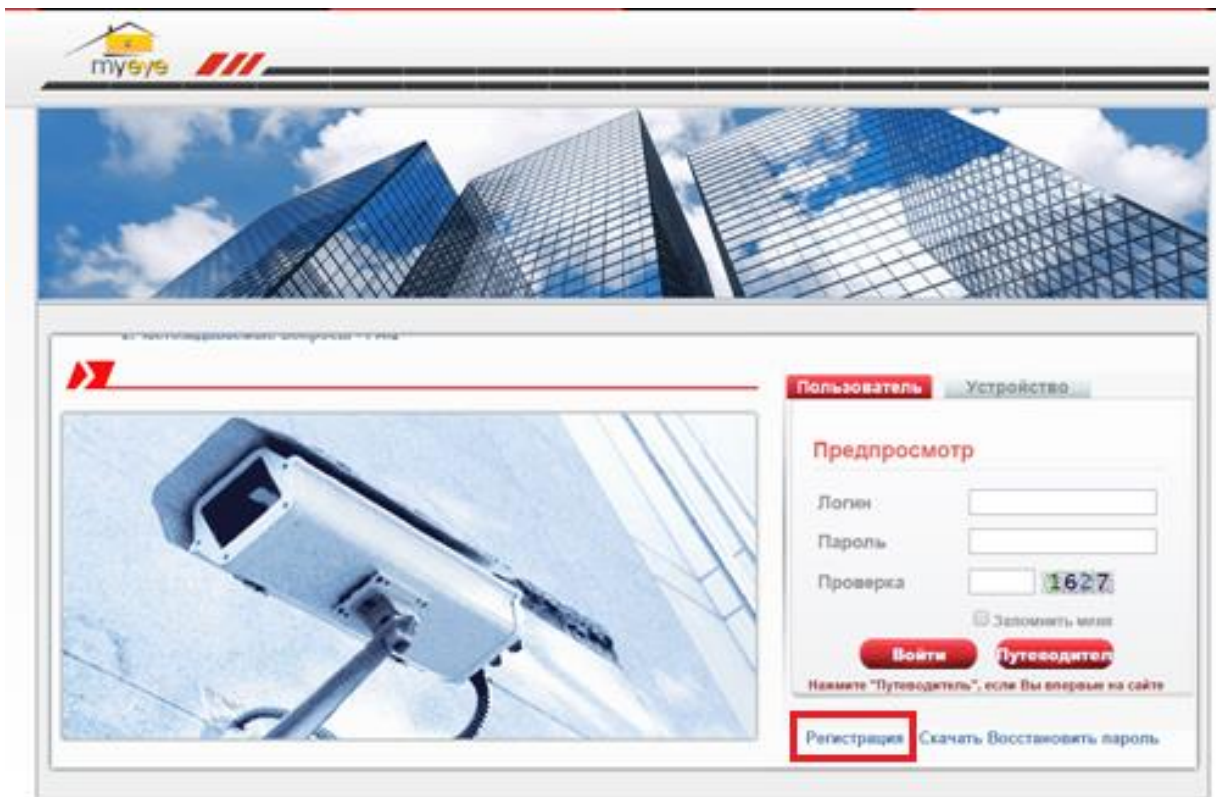 myeye
Пользователь Устройство
Предпросмотр
Логин
Пароль
Проверка 1627
Запомнить меня
Войти Путеводител
Нажмите "Путеводитель", если Вы впервые на сайте
Регистрация Скачать Восстановить пароль